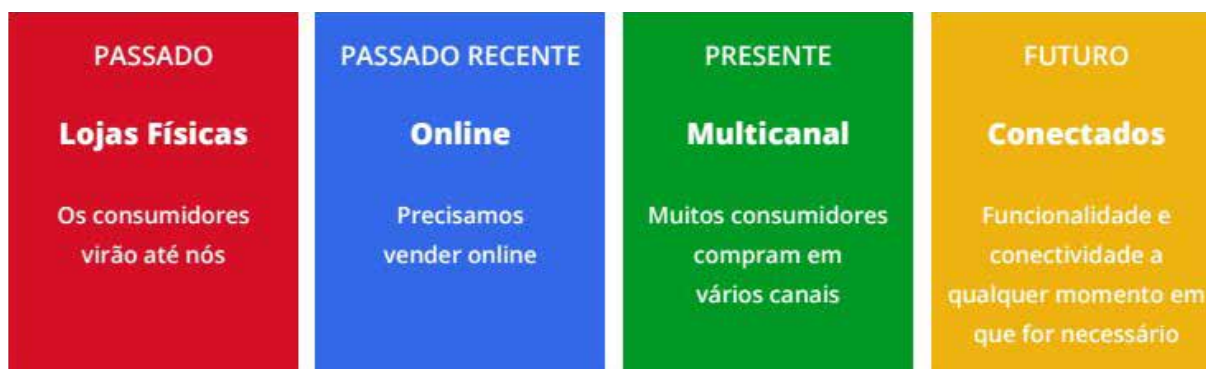 PASSADO
Lojas Físicas
Os consumidores
virão até nós
PASSADO RECENTE
Online
Precisamos
vender online
PRESENTE
Multicanal
Muitos consumidores
compram em
vários canais
FUTURO
Conectados
Funcionalidade e
conectividade a
qualquer momento em
que for necessário